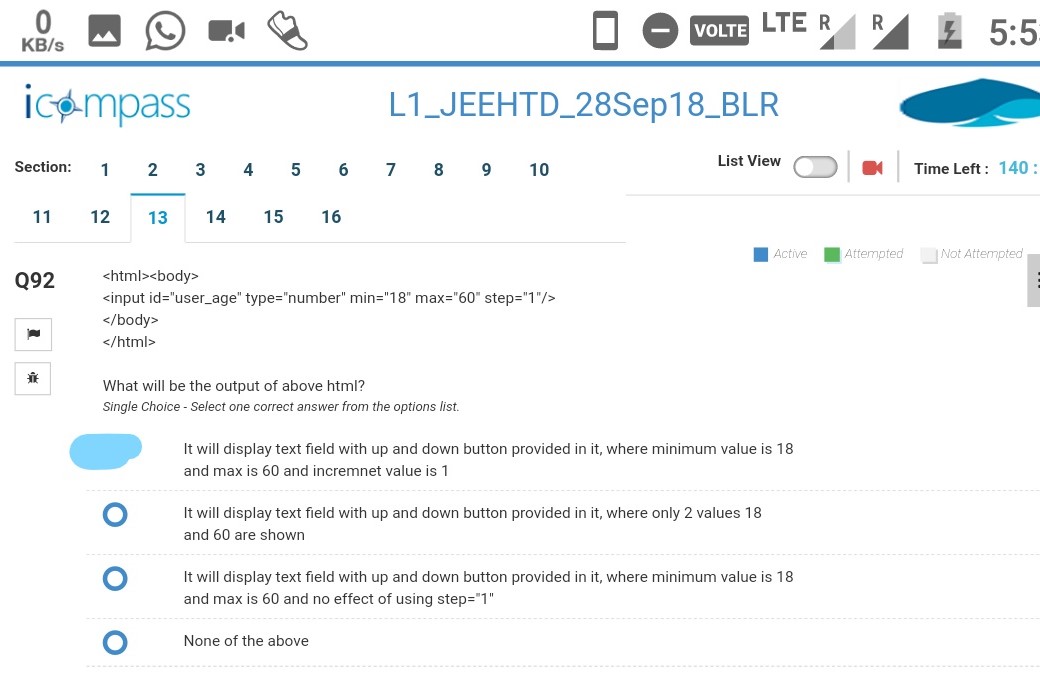 0
KB/s
VOLTE LTE R R 5:5
icompass
L1_JEEHTD_28Sep18_BLR
Section: 1 2 3 4 5 6 7 8 9 10
List View
Time Left : 140 :
11 12 13 14 15 16
Active Attempted Not Attempted
Q92
<html><body>
<input id="user_age" type="number" min="18" max="60" step="1"/>
</body>
</html>
What will be the output of above html?
Single Choice - Select one correct answer from the options list.
It will display text field with up and down button provided in it, where minimum value is 18
and max is 60 and incremnet value is 1
It will display text field with up and down button provided in it, where only 2 values 18
and 60 are shown
It will display text field with up and down button provided in it, where minimum value is 18
and max is 60 and no effect of using step="1"
None of the above